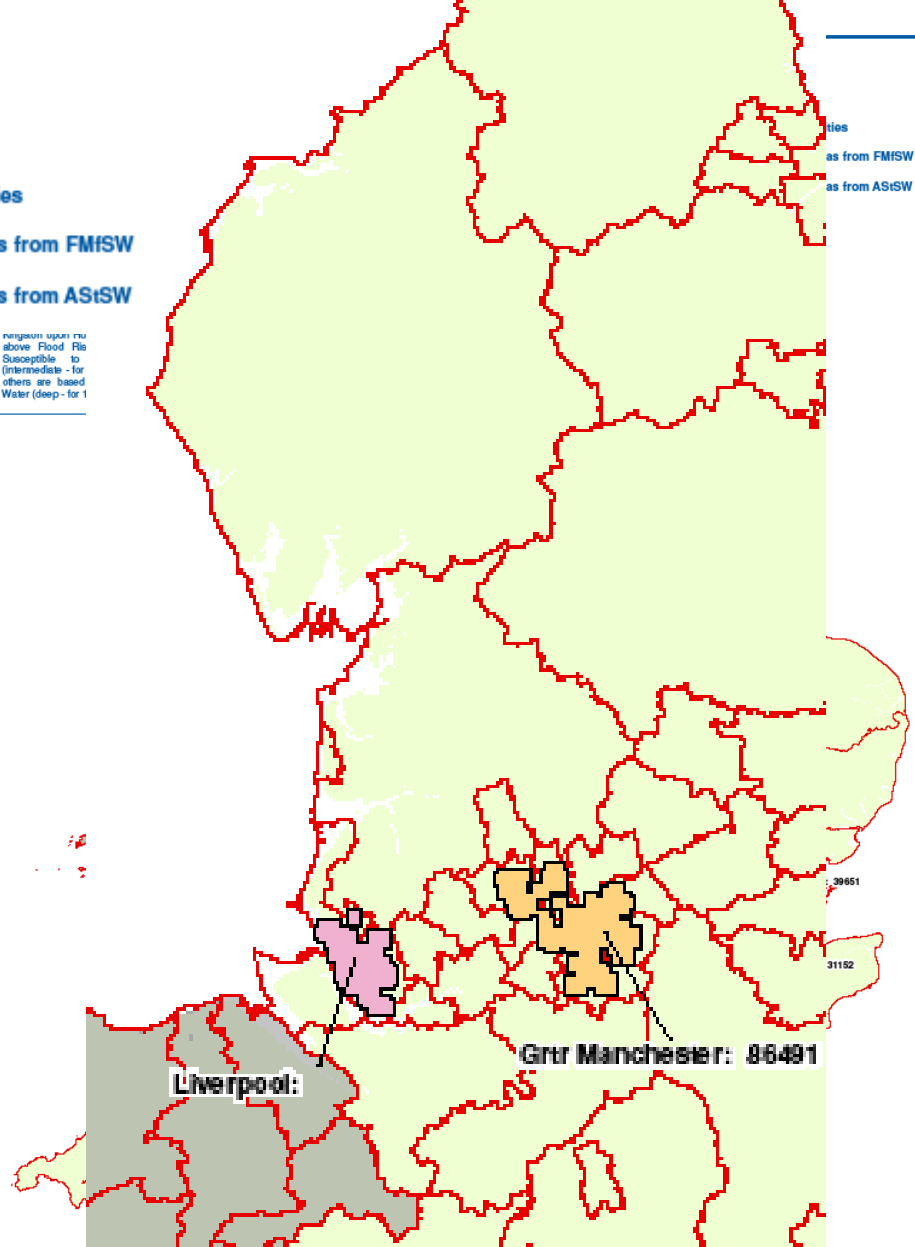 ties
as from FMfSW
as from AStSW
es
s from FMfSW
s from AStSW
Kingston upon Hu
above Flood Ris
Susceptible to
(intermediate - for
others are based
Water (deep - for 1
: 39651
31152
Grtr Manchester: 86491
Liverpool: